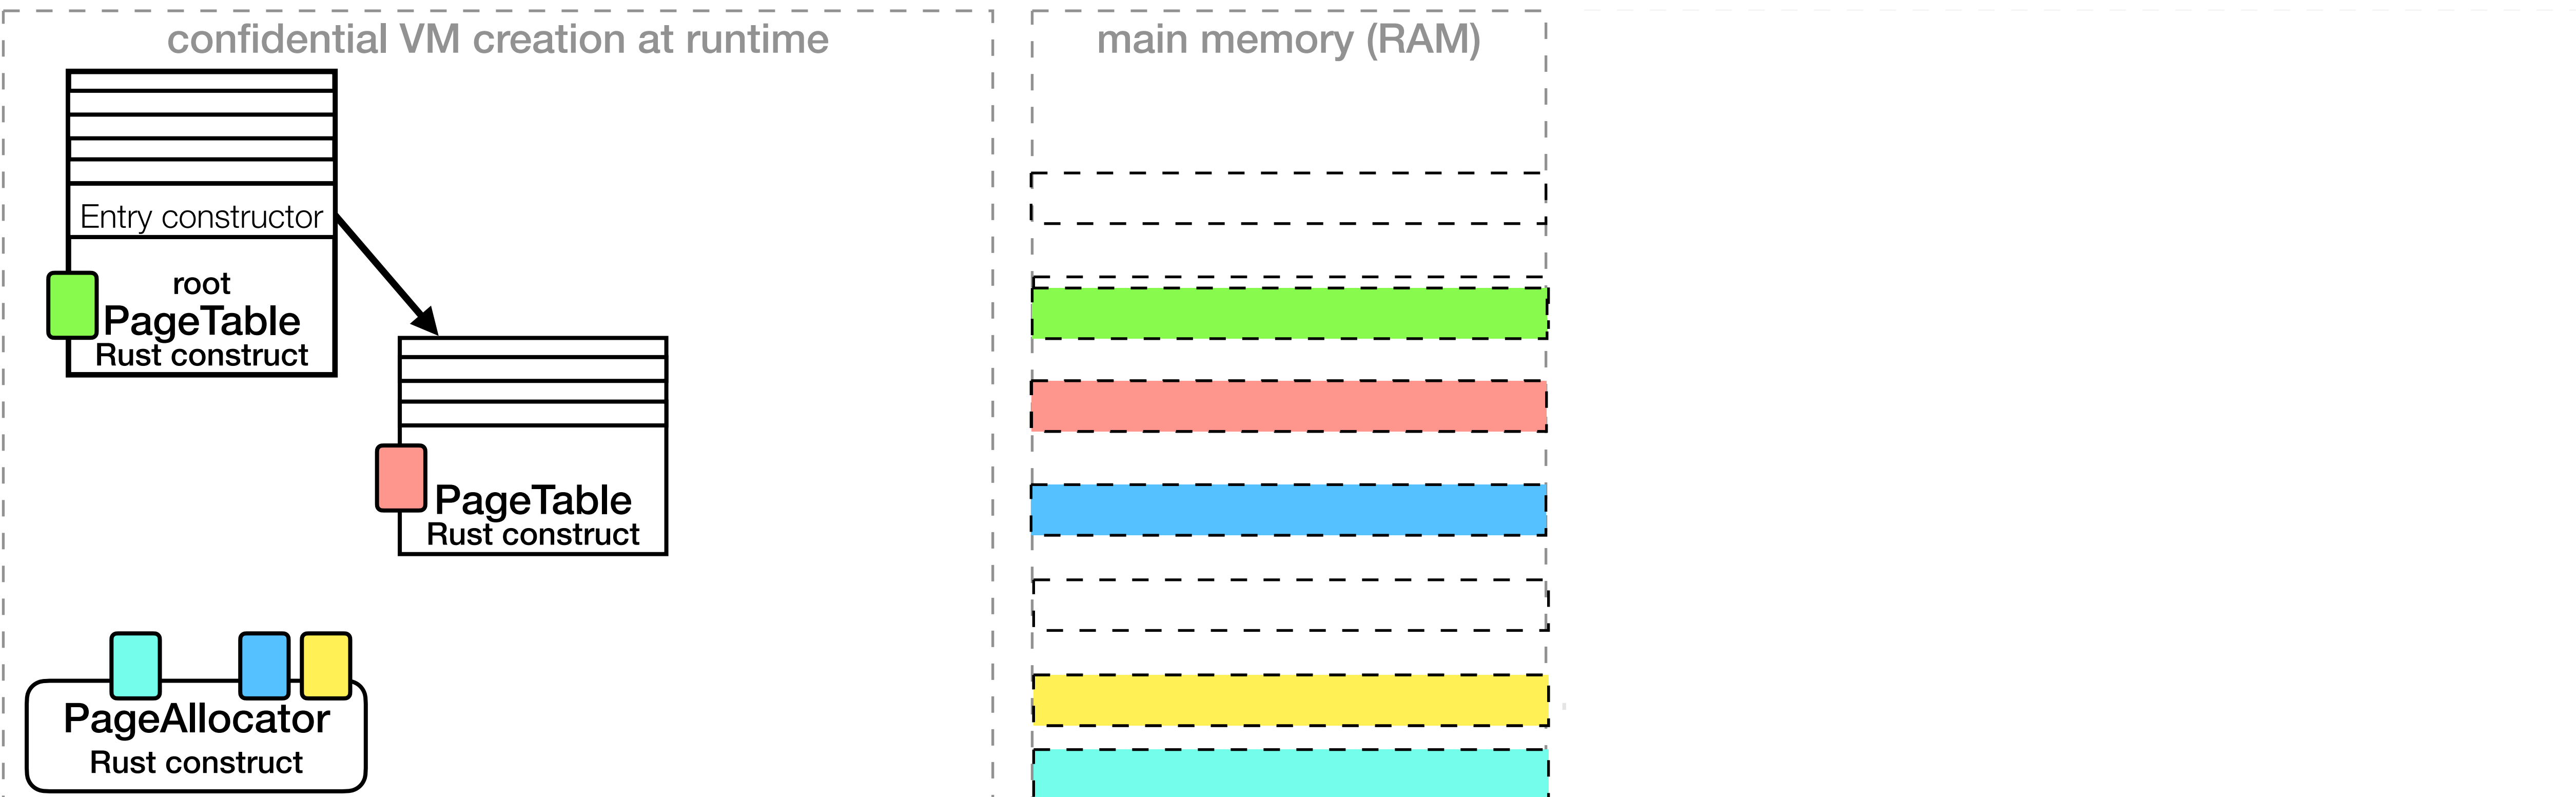 confidential VM creation at runtime
main memory (RAM)
Entry constructor
root
PageTable
Rust construct
PageTable
Rust construct
PageAllocator
Rust construct